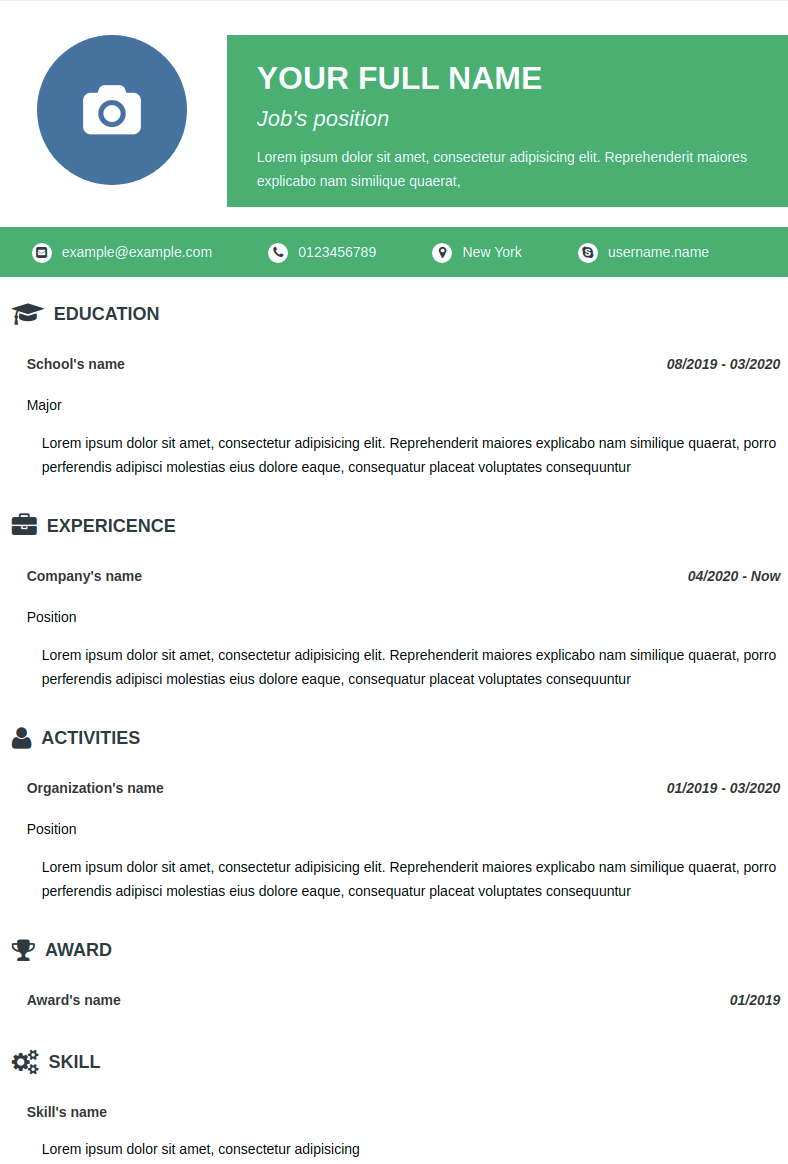 YOUR FULL NAME
Job's position
Lorem ipsum dolor sit amet, consectetur adipisicing elit. Reprehenderit maiores
explicabo nam similique quaerat,
example@example.com 0123456789 New York username.name
EDUCATION
School's name 08/2019 - 03/2020
Major
Lorem ipsum dolor sit amet, consectetur adipisicing elit. Reprehenderit maiores explicabo nam similique quaerat, porro
perferendis adipisci molestias eius dolore eaque, consequatur placeat voluptates consequuntur
EXPERICENCE
Company's name 04/2020 - Now
Position
Lorem ipsum dolor sit amet, consectetur adipisicing elit. Reprehenderit maiores explicabo nam similique quaerat, porro
perferendis adipisci molestias eius dolore eaque, consequatur placeat voluptates consequuntur
ACTIVITIES
Organization's name 01/2019 - 03/2020
Position
Lorem ipsum dolor sit amet, consectetur adipisicing elit. Reprehenderit maiores explicabo nam similique quaerat, porro
perferendis adipisci molestias eius dolore eaque, consequatur placeat voluptates consequuntur
AWARD
Award's name 01/2019
SKILL
Skill's name
Lorem ipsum dolor sit amet, consectetur adipisicing